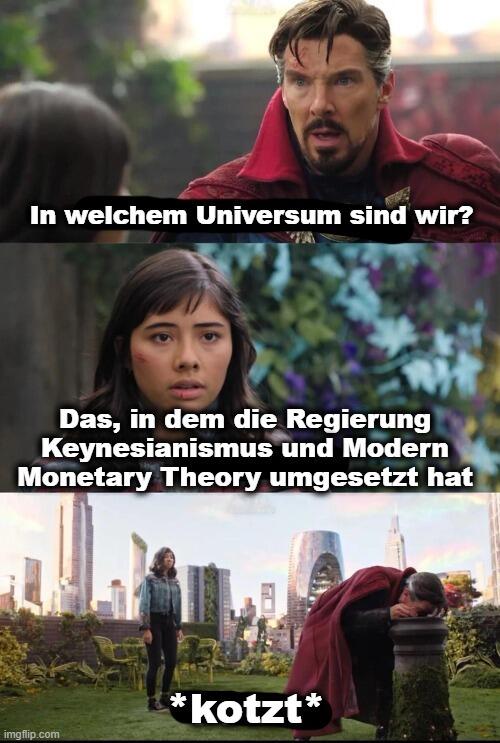 In welchem Universum sind wir?
Das, in dem die Regierung
Keynesianismus und Modern
Monetary Theory umgesetzt hat
*kotzt*
imgflip.com